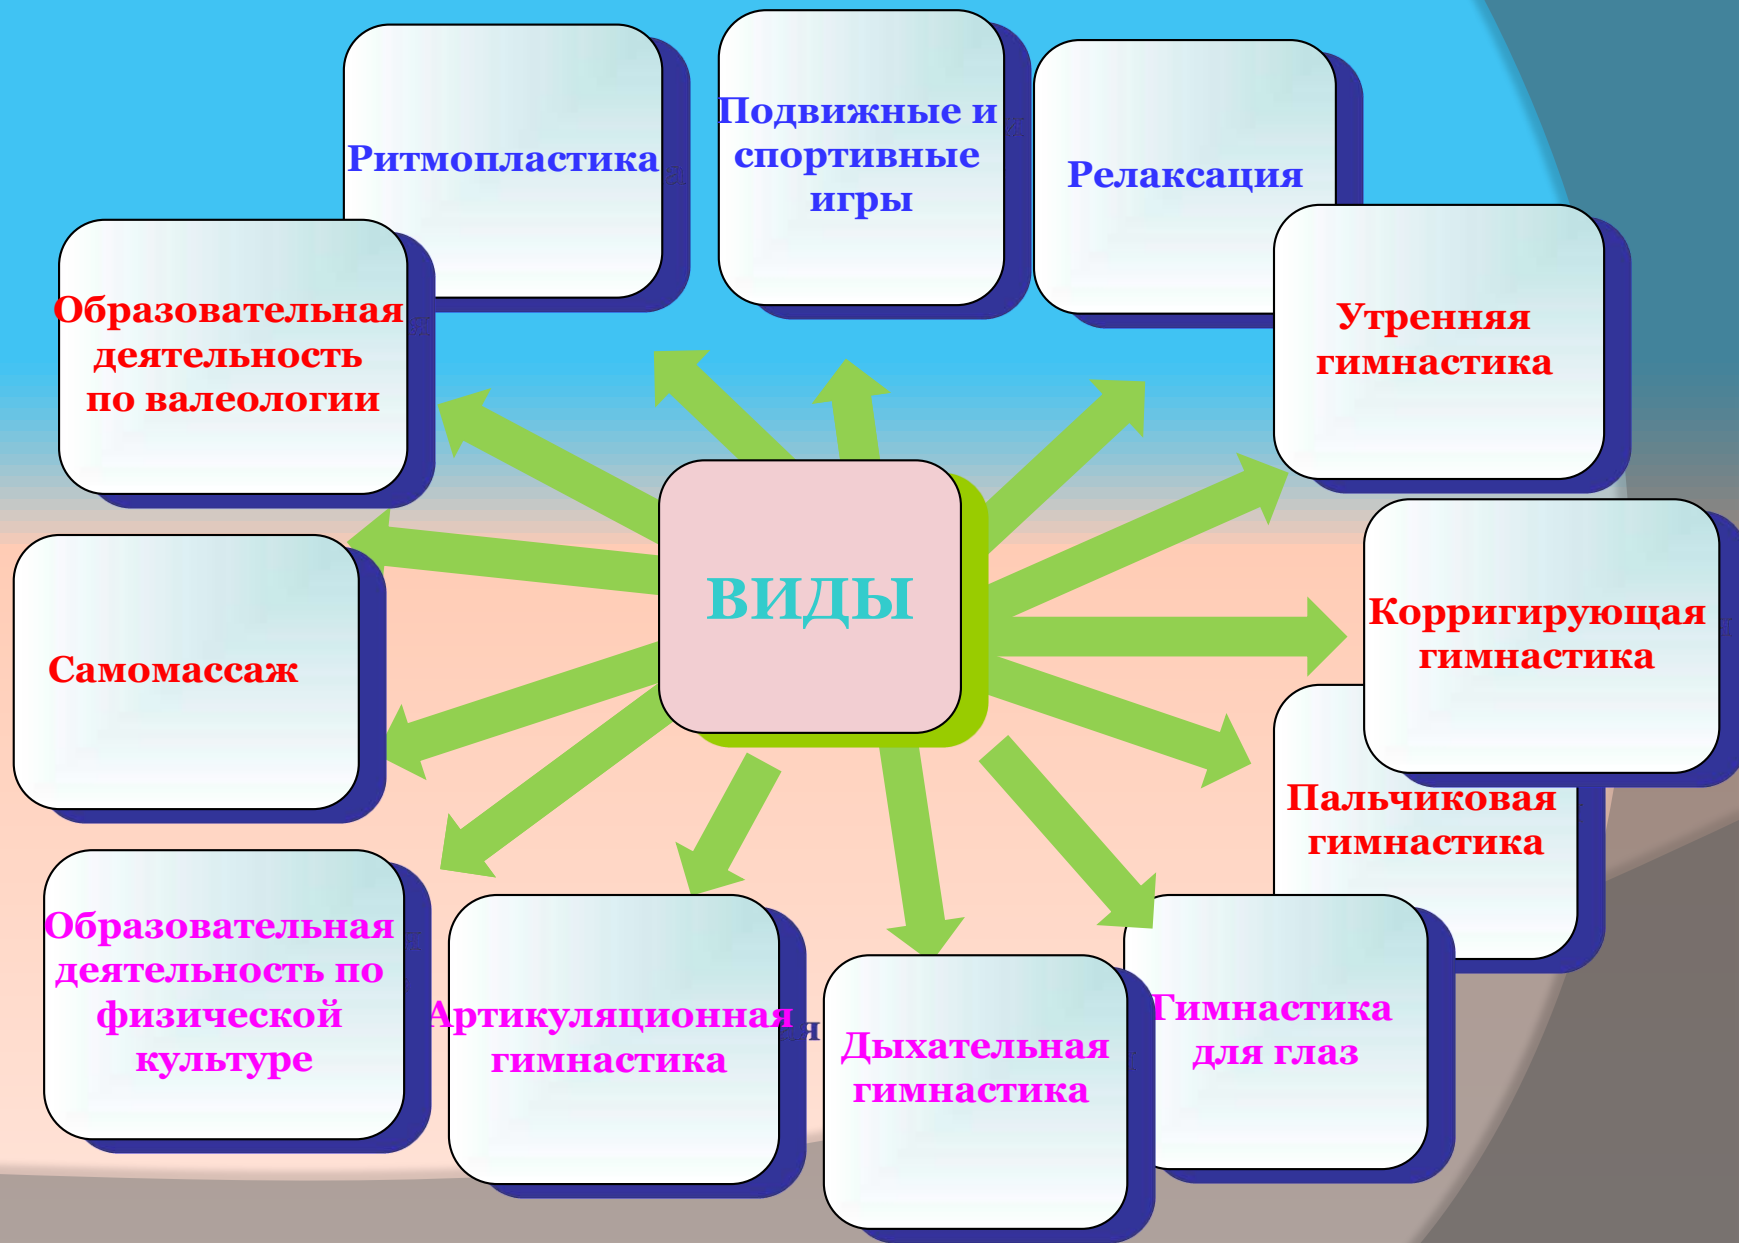 Ритмопластика
Подвижные и
спортивные
игры
Релаксация
Образовательная
деятельность
по валеологии
Утренняя
гимнастика
ВИДЫ
Самомассаж
Корригирующая
гимнастика
Пальчиковая
гимнастика
Образовательная
деятельность по
физической
культуре
Артикуляционная
гимнастика
Дыхательная
гимнастика
Гимнастика
для глаз